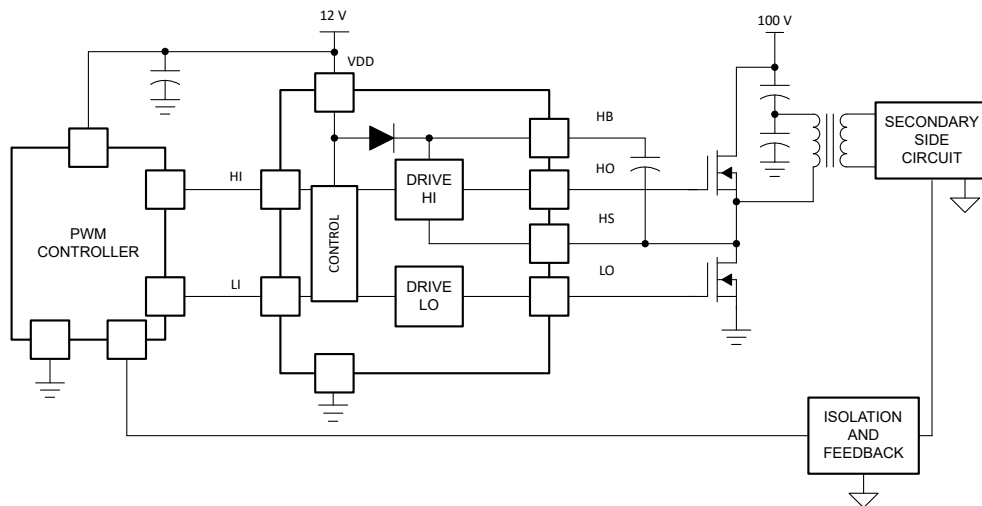 12 V
100 V
VDD
HB
SECONDARY
SIDE
CIRCUIT
HI
DRIVE
HI
HO
PWM
CONTROLLER
CONTROL
HS
LI
DRIVE
LO
LO
ISOLATION
AND
FEEDBACK